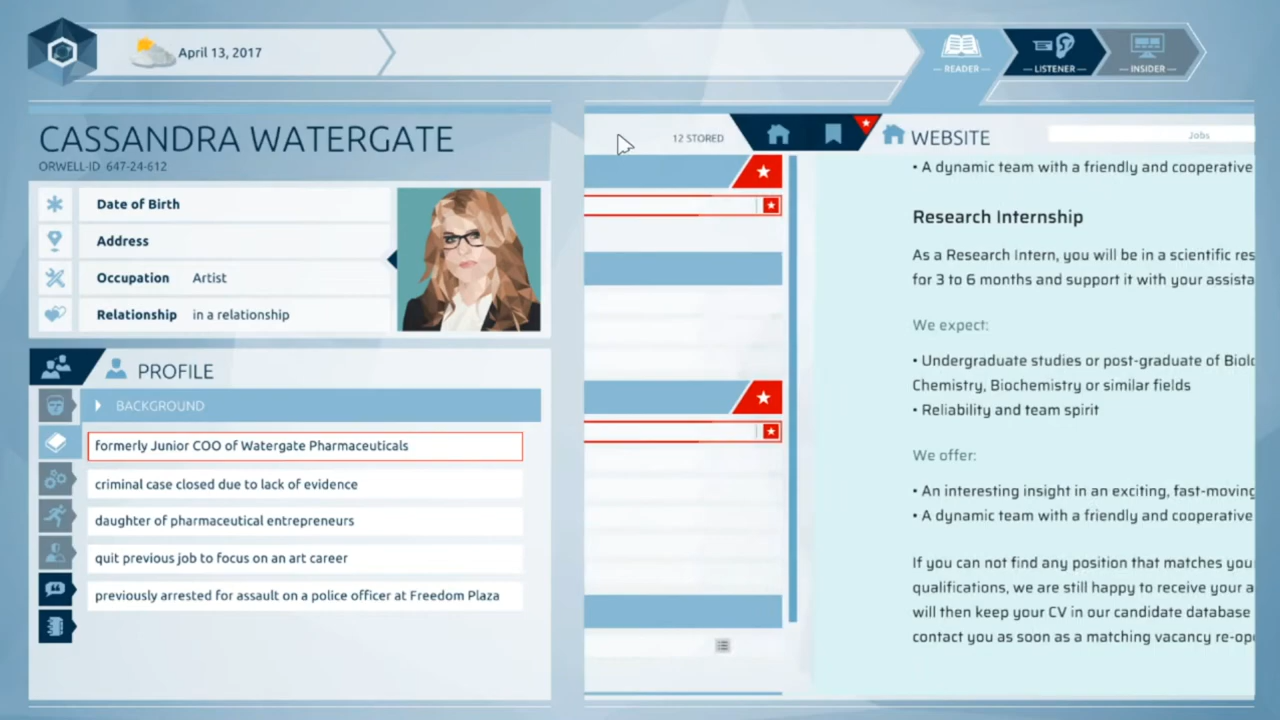 April 13, 2017
— READER —
— LISTENER —
— INSIDER —
CASSANDRA WATERGATE
ORWELL-ID 647-24-612
Date of Birth
Address
Occupation Artist
Relationship in a relationship
PROFILE
BACKGROUND
formerly Junior COO of Watergate Pharmaceuticals
criminal case closed due to lack of evidence
daughter of pharmaceutical entrepreneurs
quit previous job to focus on an art career
previously arrested for assault on a police officer at Freedom Plaza
12 STORED
WEBSITE
Jobs
• A dynamic team with a friendly and cooperative
Research Internship
As a Research Intern, you will be in a scientific res
for 3 to 6 months and support it with your assista
We expect:
• Undergraduate studies or post-graduate of Biolo
Chemistry, Biochemistry or similar fields
• Reliability and team spirit
We offer:
• An interesting insight in an exciting, fast-moving
• A dynamic team with a friendly and cooperative
If you can not find any position that matches you
qualifications, we are still happy to receive your a
will then keep your CV in our candidate database
contact you as soon as a matching vacancy re-ope